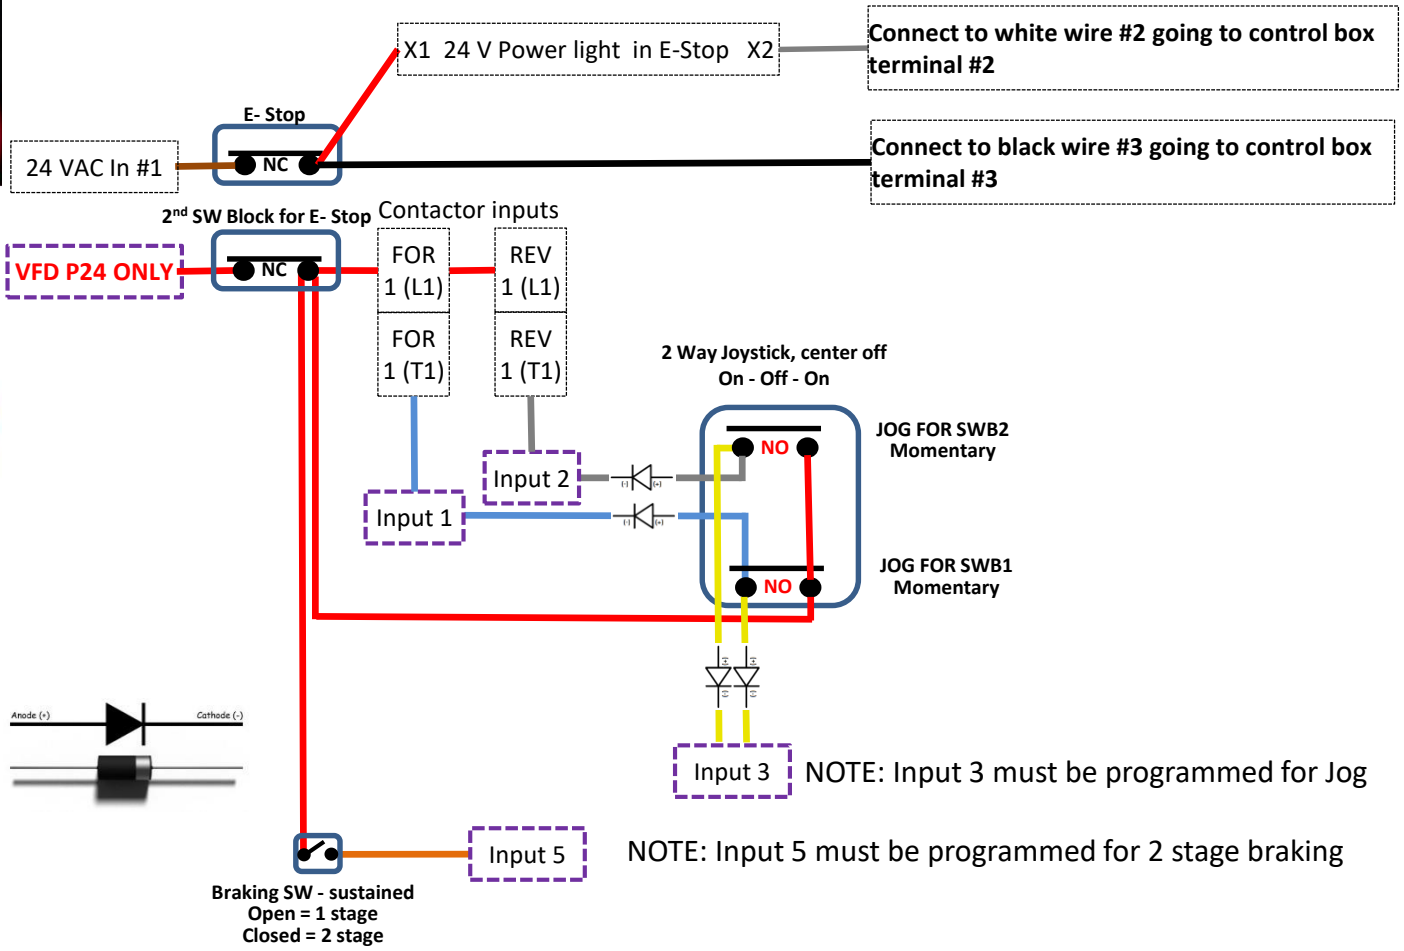 X1 24 V Power light in E-Stop X2
Connect to white wire #2 going to control box
terminal #2
E- Stop
24 VAC In #1
NC
Connect to black wire #3 going to control box
terminal #3
2nd SW Block for E- Stop
Contactor inputs
VFD P24 ONLY
NC
FOR
1 (L1)
REV
1 (L1)
FOR
1 (T1)
REV
1 (T1)
2 Way Joystick, center off
On - Off - On
JOG FOR SWB2
Momentary
NO
Input 2
(-) (+)
Input 1
(-) (+)
JOG FOR SWB1
Momentary
NO
(+) (+)
(-) (-)
Anode (+)
Cathode (-)
Input 3
NOTE: Input 3 must be programmed for Jog
Input 5
NOTE: Input 5 must be programmed for 2 stage braking
Braking SW - sustained
Open = 1 stage
Closed = 2 stage